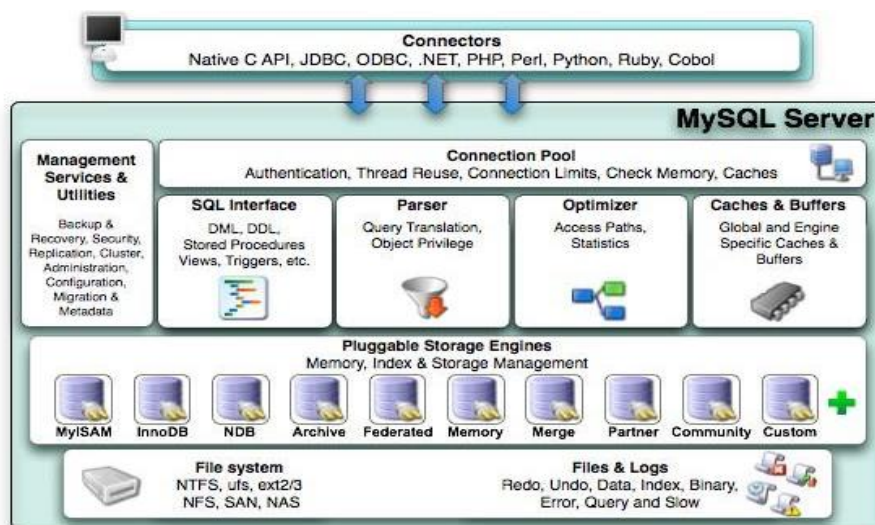 Connectors
Native C API, JDBC, ODBC, .NET, PHP, Perl, Python, Ruby, Cobol
MySQL Server
Management
Services &
Utilities
Backup &
Recovery, Security,
Replication, Cluster,
Administration,
Configuration,
Migration &
Metadata
Connection Pool
Authentication, Thread Reuse, Connection Limits, Check Memory, Caches
SQL Interface
DML, DDL,
Stored Procedures
Views, Triggers, etc.
Parser
Query Translation,
Object Privilege
Optimizer
Access Paths,
Statistics
Caches & Buffers
Global and Engine
Specific Caches &
Buffers
Pluggable Storage Engines
Memory, Index & Storage Management
MyISAM
InnoDB
NDB
Archive
Federated
Memory
Merge
Partner
Community
Custom
File system
NTFS, ufs, ext2/3
NFS, SAN, NAS
Files & Logs
Redo, Undo, Data, Index, Binary,
Error, Query and Slow